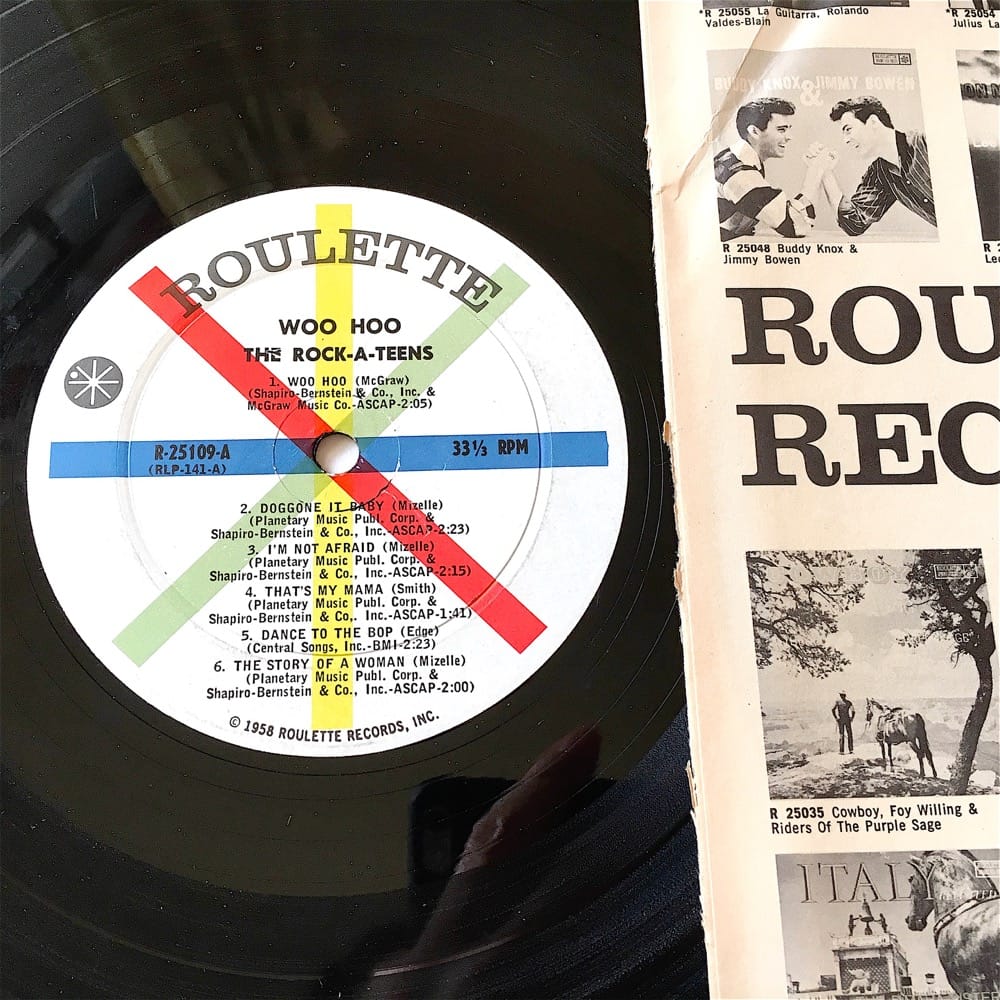 ROULETTE
WOO HOO
THE ROCK-A-TEENS
1. WOO HOO (McGraw)
(Shapiro-Bernstein & Co., Inc. &
McGraw Music Co.-ASCAP-2:05)
R-25109-A
(RLP-141-A)
33⅓ RPM
2. DOGGONE IT BABY (Mizelle)
(Planetary Music Publ. Corp. &
Shapiro-Bernstein & Co., Inc.-ASCAP-2:23)
3. I'M NOT AFRAID (Mizelle)
(Planetary Music Publ. Corp. &
Shapiro-Bernstein & Co., Inc.-ASCAP-2:15)
4. THAT'S MY MAMA (Smith)
(Planetary Music Publ. Corp. &
Shapiro-Bernstein & Co., Inc.-ASCAP-1:41)
5. DANCE TO THE BOP (Edge)
(Central Songs, Inc.-BMI-2:23)
6. THE STORY OF A WOMAN (Mizelle)
(Planetary Music Publ. Corp. &
Shapiro-Bernstein & Co., Inc.-ASCAP-2:00)
© 1958 ROULETTE RECORDS, INC.
*R 25055 La Guitarra, Rolando
Valdes-Blain
*R 25054
Julius La
BUDDY KNOX & JIMMY BOWEN
R 25048 Buddy Knox &
Jimmy Bowen
R 2
Leo
ROU
REC
R 25035 Cowboy, Foy Willing &
Riders Of The Purple Sage
ITALY